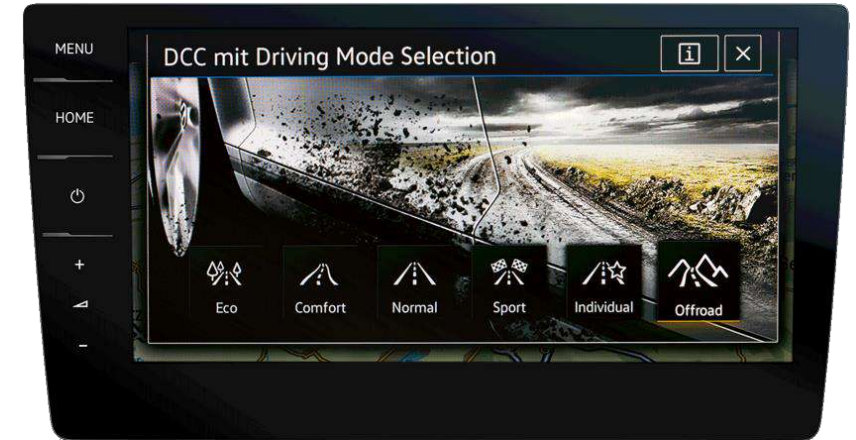 MENU
HOME
+
-
DCC mit Driving Mode Selection
i
Eco
Comfort
Normal
Sport
Individual
Offroad